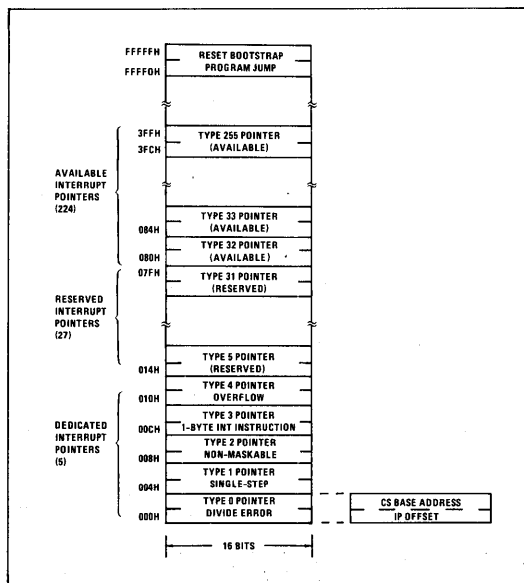 FFFFFH
RESET BOOTSTRAP
PROGRAM JUMP
FFFF0H
3FFH
TYPE 255 POINTER
3FCH
(AVAILABLE)
AVAILABLE
INTERRUPT
POINTERS
(224)
TYPE 33 POINTER
084H
(AVAILABLE)
TYPE 32 POINTER
080H
(AVAILABLE)
07FH
TYPE 31 POINTER
(RESERVED)
RESERVED
INTERRUPT
POINTERS
(27)
TYPE 5 POINTER
014H
(RESERVED)
TYPE 4 POINTER
010H
OVERFLOW
DEDICATED
INTERRUPT
POINTERS
(5)
TYPE 3 POINTER
00CH
1-BYTE INT INSTRUCTION
TYPE 2 POINTER
008H
NON-MASKABLE
TYPE 1 POINTER
004H
SINGLE-STEP
TYPE 0 POINTER
000H
DIVIDE ERROR
CS BASE ADDRESS
IP OFFSET
16 BITS